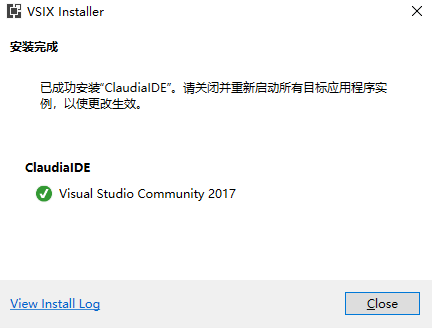 VSIX Installer
安装完成
已成功安装“ClaudiaIDE”。请关闭并重新启动所有目标应用程序实
例，以使更改生效。
ClaudiaIDE
Visual Studio Community 2017
View Install Log
Close